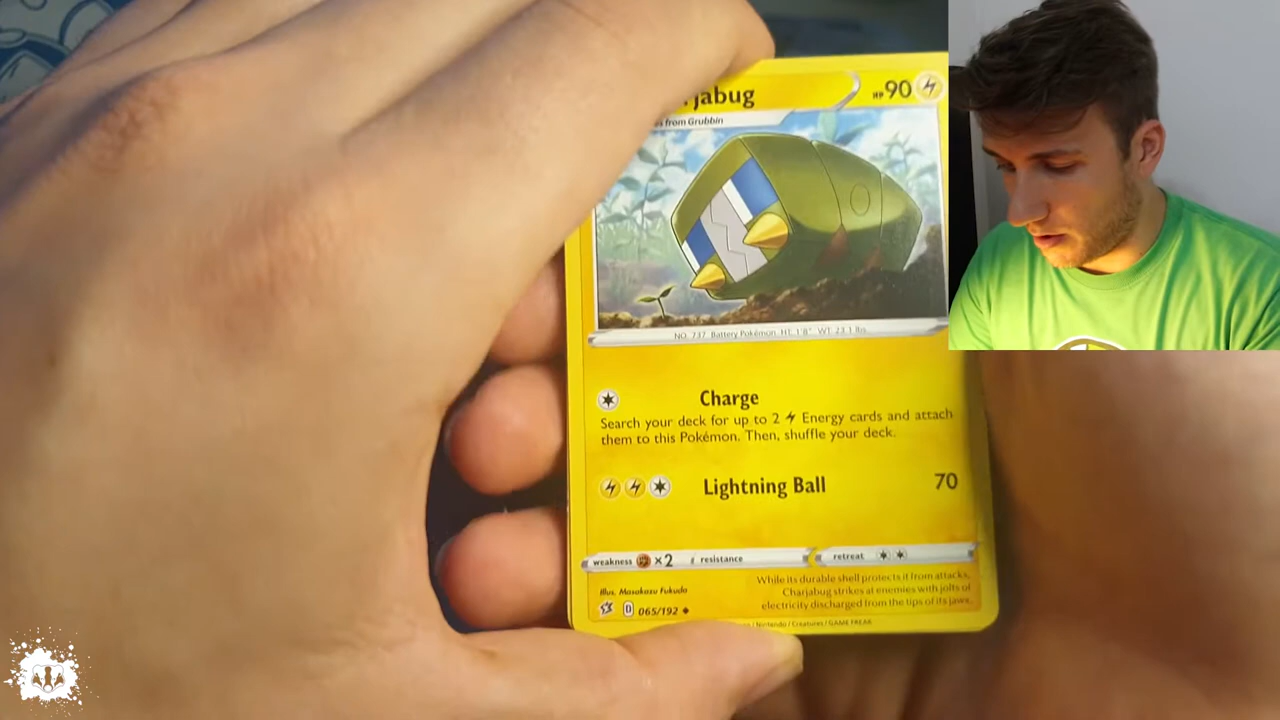 jabug
HP 90
from Grubbin
NO. 737 Battery Pokémon. HT: 1'8" WT: 23.1 lbs.
Charge
Search your deck for up to 2 Energy cards and attach
them to this Pokémon. Then, shuffle your deck.
Lightning Ball 70
weakness ×2 resistance retreat
While its durable shell protects it from attacks,
Charjabug strikes at enemies with jolts of
electricity discharged from the tips of its jaws.
Illus. Masakazu Fukuda
D 065/192
/ Nintendo / Creatures / GAME FREAK